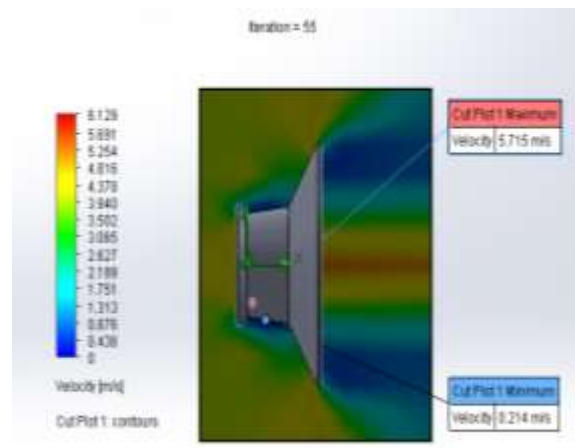 Iteration = 55
6.129
5.691
5.254
4.816
4.378
3.940
3.502
3.065
2.627
2.189
1.751
1.313
0.876
0.438
0
Velocity [m/s]
Cut Plot 1: contours
Cut Plot 1 Maximum
Velocity 5.715 m/s
Cut Plot 1 Minimum
Velocity 0.214 m/s